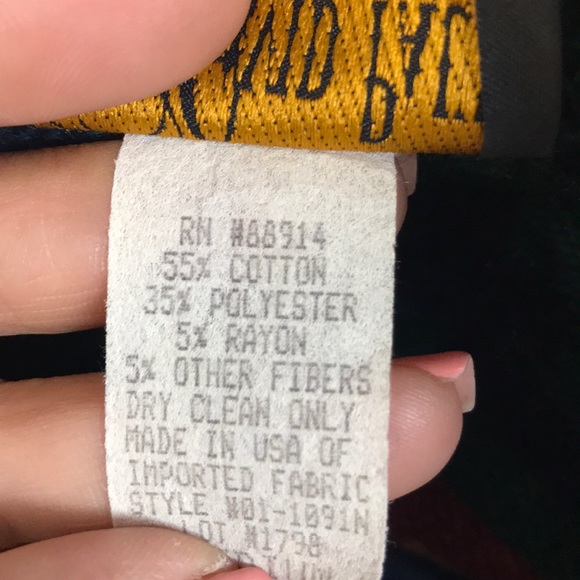 RN #68914
55% COTTON
35% POLYESTER
5% RAYON
5% OTHER FIBERS
DRY CLEAN ONLY
MADE IN USA OF
IMPORTED FABRIC
STYLE #01-1091N
LOT #1798